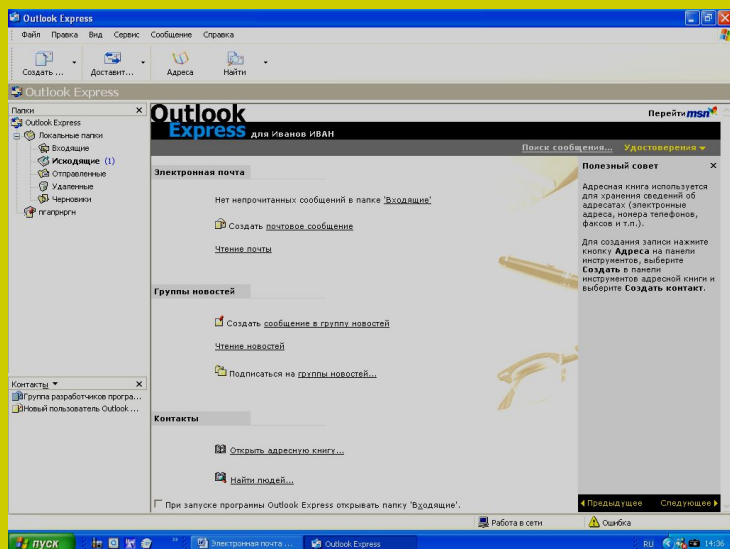 Outlook Express
Файл Правка Вид Сервис Сообщение Справка
Создать ... Доставит... Адреса Найти
Outlook Express
Папки
Outlook Express
Локальные папки
Входящие
Исходящие (1)
Отправленные
Удаленные
Черновики
Контакты
Группа разработчиков програ...
Новый пользователь Outlook ...
Outlook
Express для Иванов ИВАН
Перейти msn
Поиск сообщения... Удостоверения
Электронная почта
Нет непрочитанных сообщений в папке 'Входящие'
Создать почтовое сообщение
Чтение почты
Группы новостей
Создать сообщение в группу новостей
Чтение новостей
Подписаться на группы новостей...
Контакты
Открыть адресную книгу...
Найти людей...
При запуске программы Outlook Express открывать папку 'Входящие'.
Полезный совет
Адресная книга используется
для хранения сведений об
адресатах (электронные
адреса, номера телефонов,
факсов и т.п.).
Для создания записи нажмите
кнопку Адреса на панели
инструментов, выберите
Создать в панели
инструментов адресной книги и
выберите Создать контакт.
Предыдущее Следующее
Работа в сети Ошибка
пуск
Электронная почта ... Outlook Express
RU 14:36